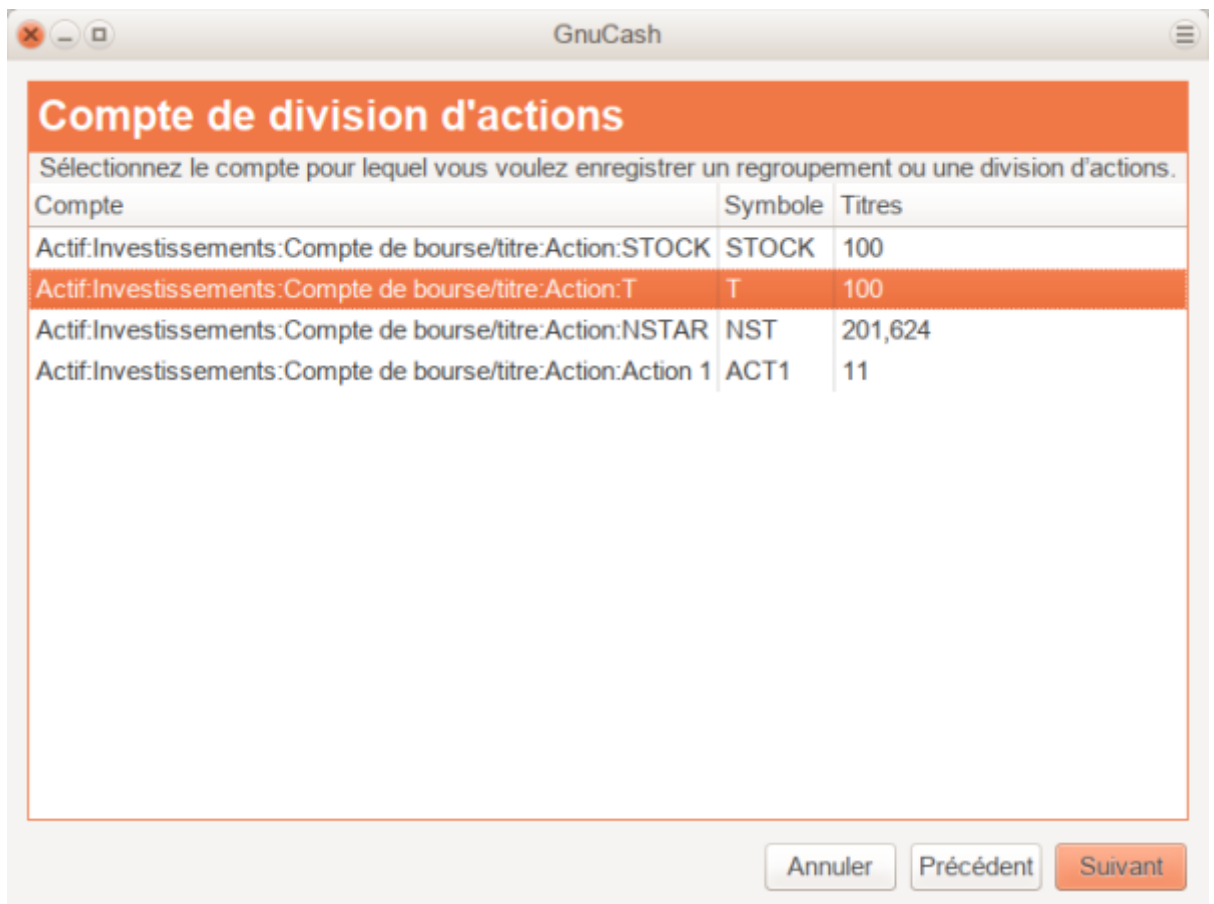 GnuCash
Compte de division d'actions
Sélectionnez le compte pour lequel vous voulez enregistrer un regroupement ou une division d'actions.
Compte Symbole Titres
Actif:Investissements:Compte de bourse/titre:Action:STOCK STOCK 100
Actif:Investissements:Compte de bourse/titre:Action:T T 100
Actif:Investissements:Compte de bourse/titre:Action:NSTAR NST 201,624
Actif:Investissements:Compte de bourse/titre:Action:Action 1 ACT1 11
Annuler Précédent Suivant